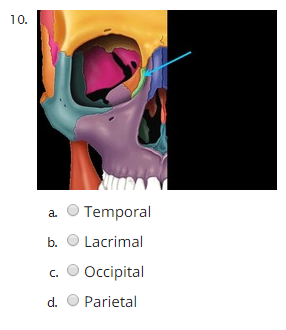 10.
a. Temporal
b. Lacrimal
c. Occipital
d. Parietal